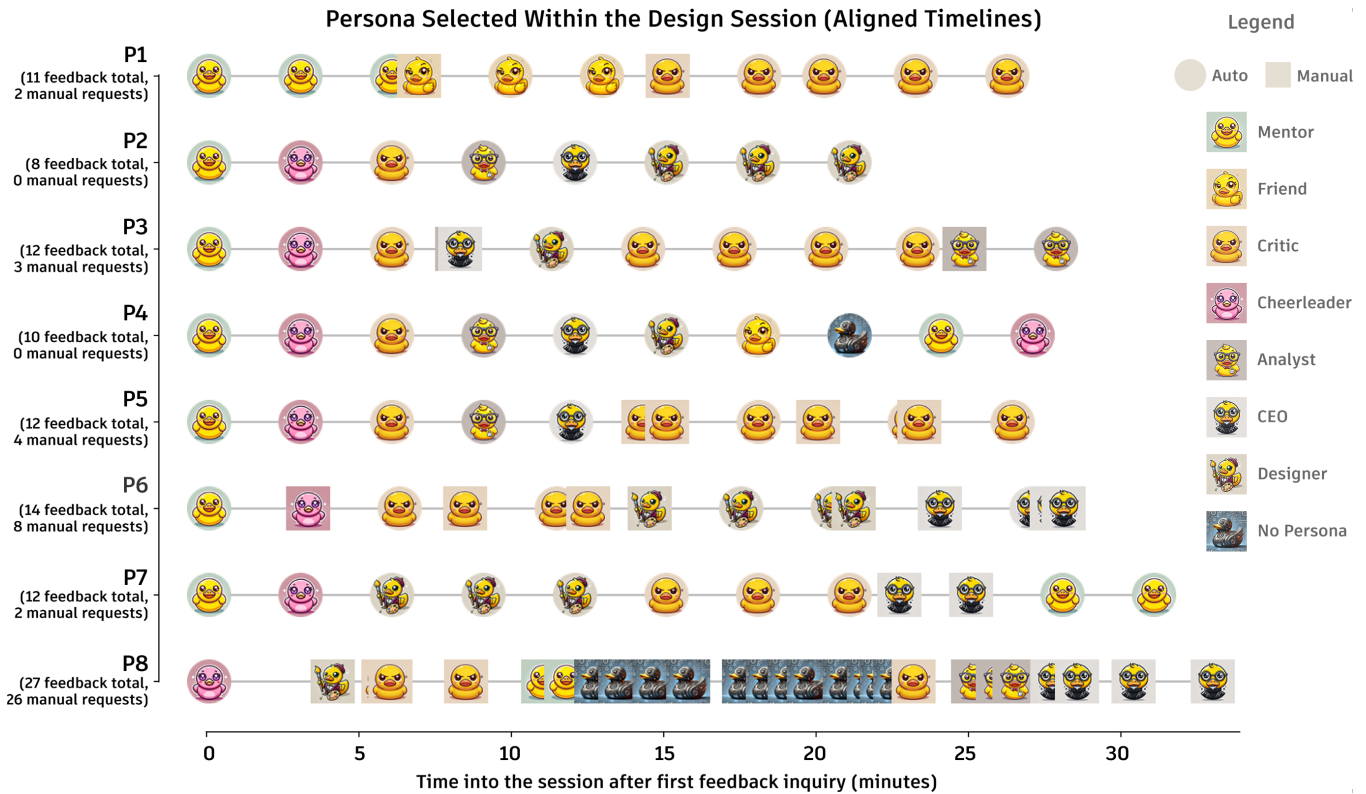 Persona Selected Within the Design Session (Aligned Timelines)
Legend
Auto
Manual
Mentor
Friend
Critic
Cheerleader
Analyst
CEO
Designer
No Persona
P1
(11 feedback total,
2 manual requests)
P2
(8 feedback total,
0 manual requests)
P3
(12 feedback total,
3 manual requests)
P4
(10 feedback total,
0 manual requests)
P5
(12 feedback total,
4 manual requests)
P6
(14 feedback total,
8 manual requests)
P7
(12 feedback total,
2 manual requests)
P8
(27 feedback total,
26 manual requests)
0 5 10 15 20 25 30
Time into the session after first feedback inquiry (minutes)